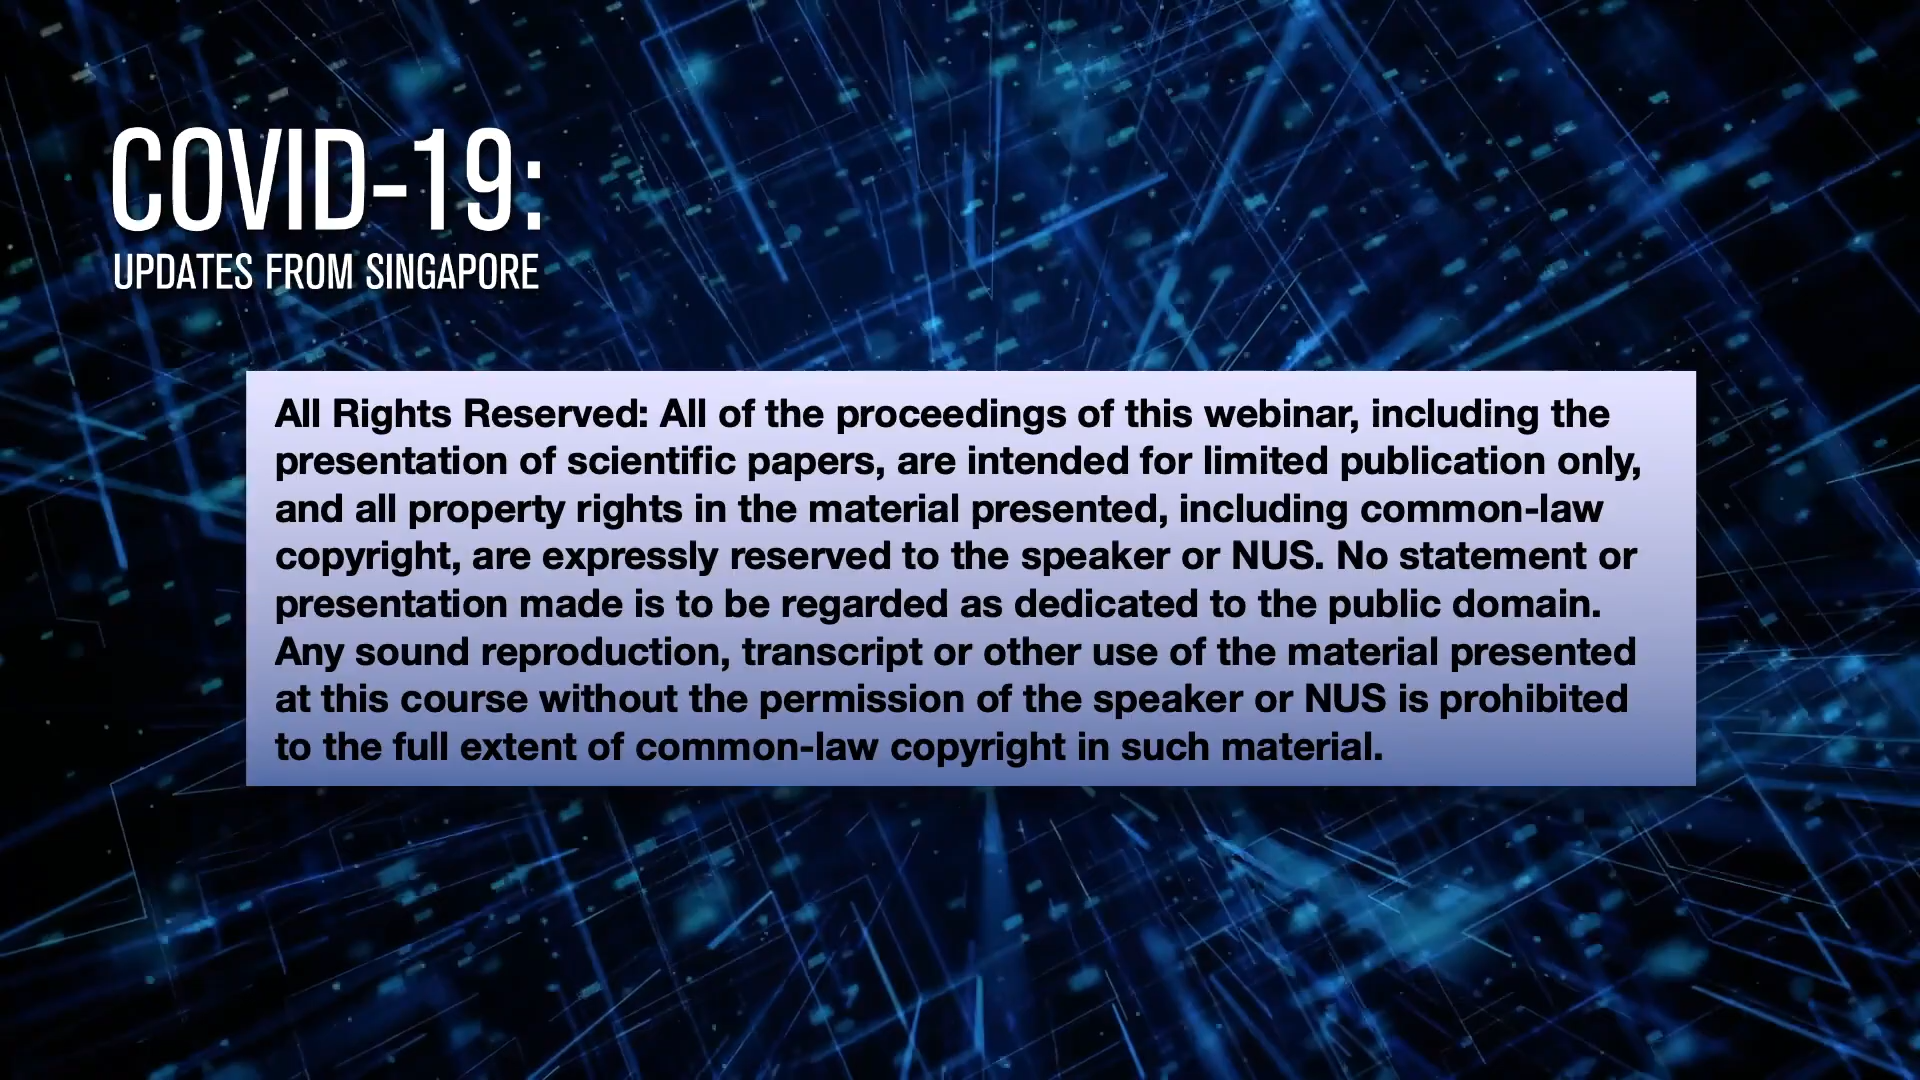 COVID-19:
UPDATES FROM SINGAPORE
All Rights Reserved: All of the proceedings of this webinar, including the
presentation of scientific papers, are intended for limited publication only,
and all property rights in the material presented, including common-law
copyright, are expressly reserved to the speaker or NUS. No statement or
presentation made is to be regarded as dedicated to the public domain.
Any sound reproduction, transcript or other use of the material presented
at this course without the permission of the speaker or NUS is prohibited
to the full extent of common-law copyright in such material.